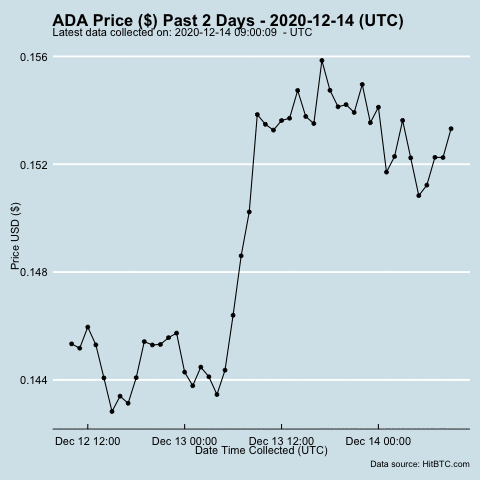 ADA Price ($) Past 2 Days - 2020-12-14 (UTC)
Latest data collected on: 2020-12-14 09:00:09  - UTC
0.156
0.152
0.148
0.144
Price USD ($)
Dec 12 12:00
Dec 13 00:00
Dec 13 12:00
Dec 14 00:00
Date Time Collected (UTC)
Data source: HitBTC.com